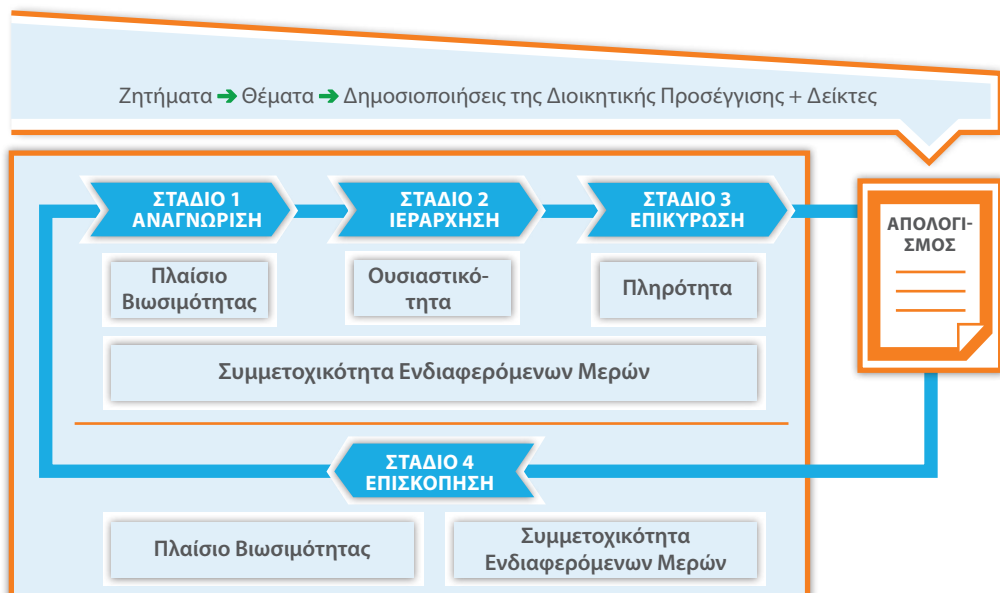 Ζητήματα ➔ Θέματα ➔ Δημοσιοποιήσεις της Διοικητικής Προσέγγισης + Δείκτες
ΣΤΑΔΙΟ 1
ΑΝΑΓΝΩΡΙΣΗ
ΣΤΑΔΙΟ 2
ΙΕΡΑΡΧΗΣΗ
ΣΤΑΔΙΟ 3
ΕΠΙΚΥΡΩΣΗ
ΑΠΟΛΟΓΙ-
ΣΜΟΣ
Πλαίσιο
Βιωσιμότητας
Ουσιαστικό-
τητα
Πληρότητα
Συμμετοχικότητα Ενδιαφερόμενων Μερών
ΣΤΑΔΙΟ 4
ΕΠΙΣΚΟΠΗΣΗ
Πλαίσιο Βιωσιμότητας
Συμμετοχικότητα
Ενδιαφερόμενων Μερών